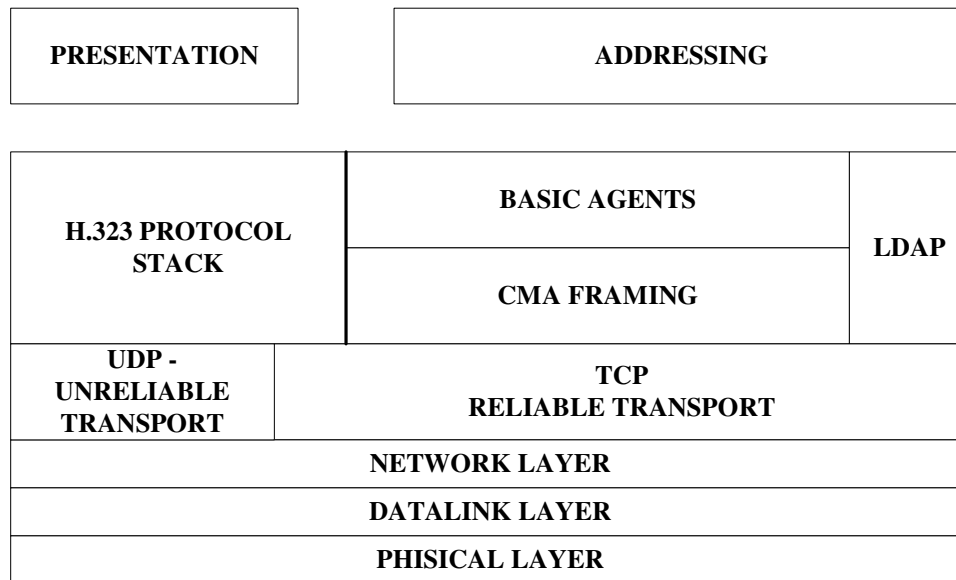 PRESENTATION
ADDRESSING
H.323 PROTOCOL
STACK
BASIC AGENTS
CMA FRAMING
LDAP
UDP -
UNRELIABLE
TRANSPORT
TCP
RELIABLE TRANSPORT
NETWORK LAYER
DATALINK LAYER
PHISICAL LAYER